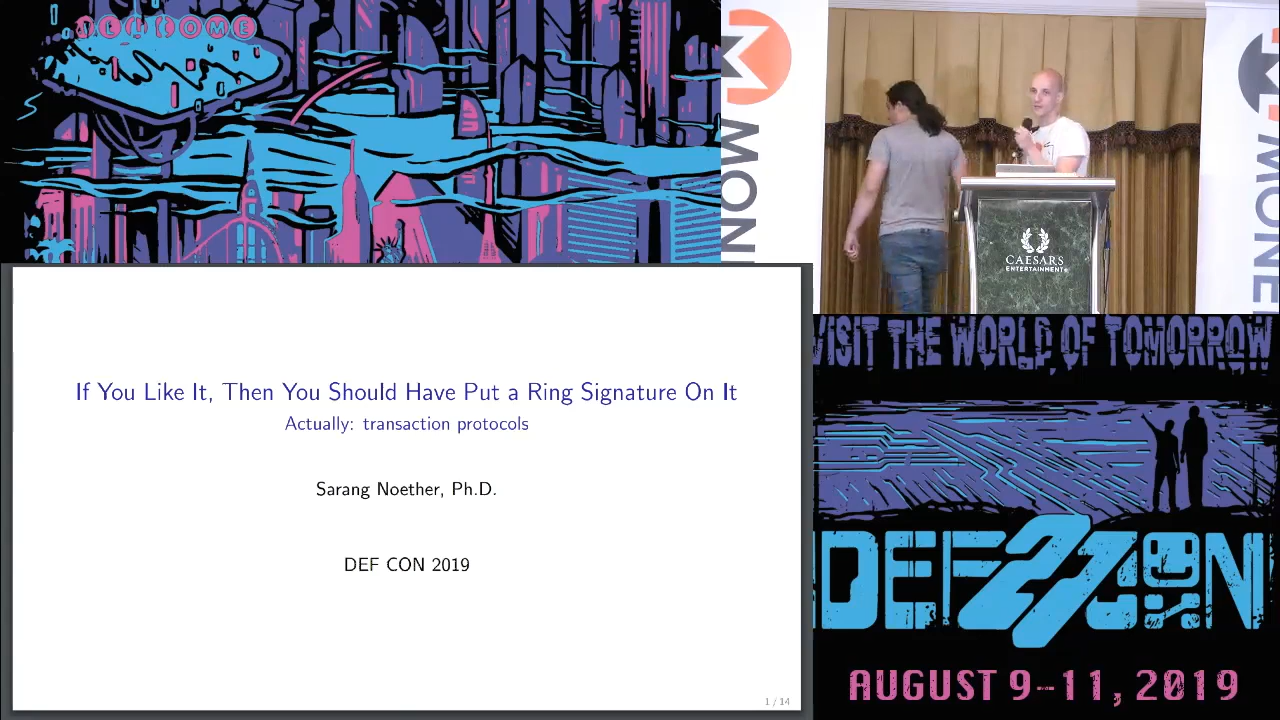 WELCOME
MONE
MONE
CAESARS
ENTERTAINMENT
If You Like It, Then You Should Have Put a Ring Signature On It
Actually: transaction protocols
Sarang Noether, Ph.D.
DEF CON 2019
1 / 14
VISIT THE WORLD OF TOMORROW
DEF27CON
AUGUST 9-11, 2019